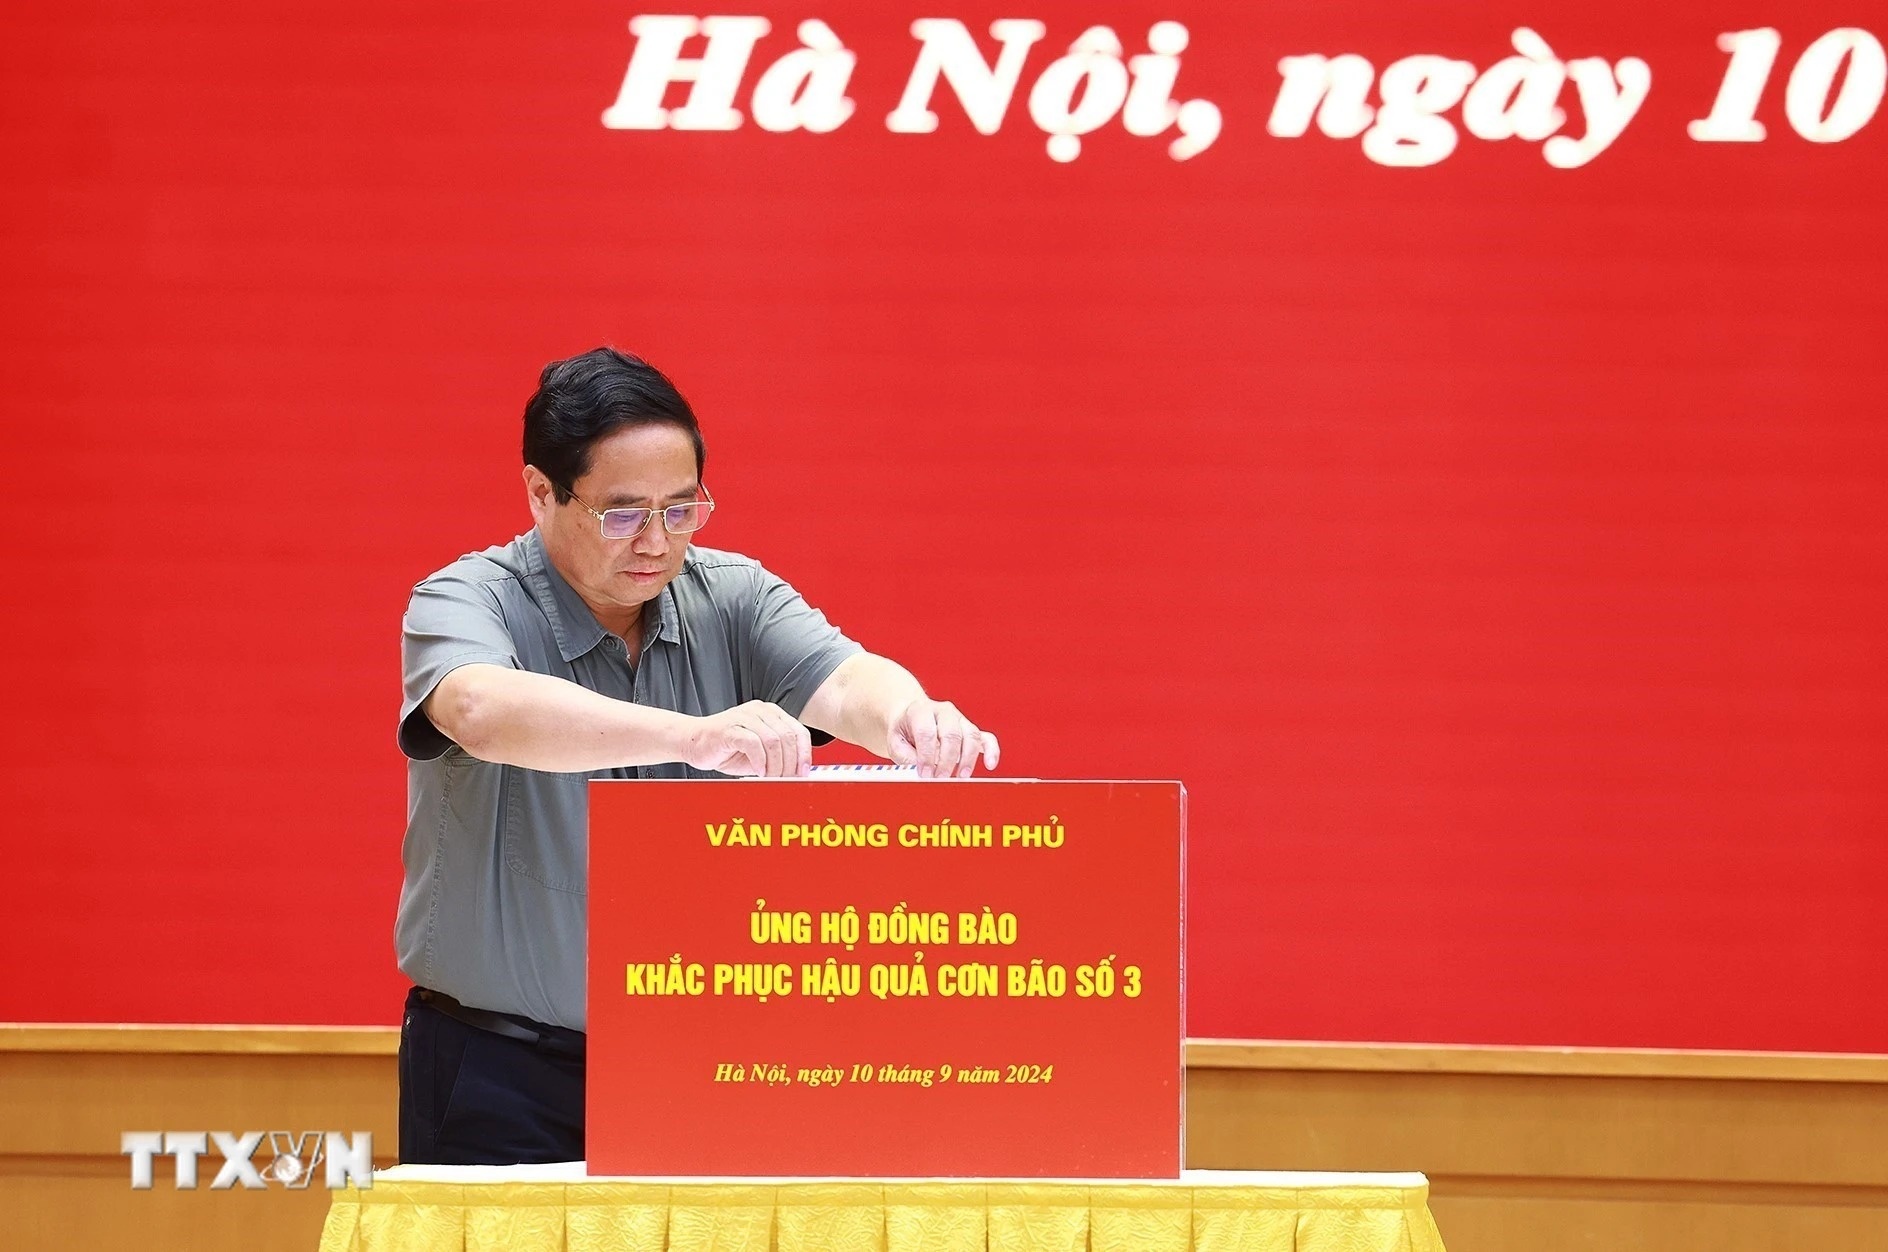 Hà Nội, ngày 10
VĂN PHÒNG CHÍNH PHỦ
ỦNG HỘ ĐỒNG BÀO
KHẮC PHỤC HẬU QUẢ CƠN BÃO SỐ 3
Hà Nội, ngày 10 tháng 9 năm 2024
TTXVN